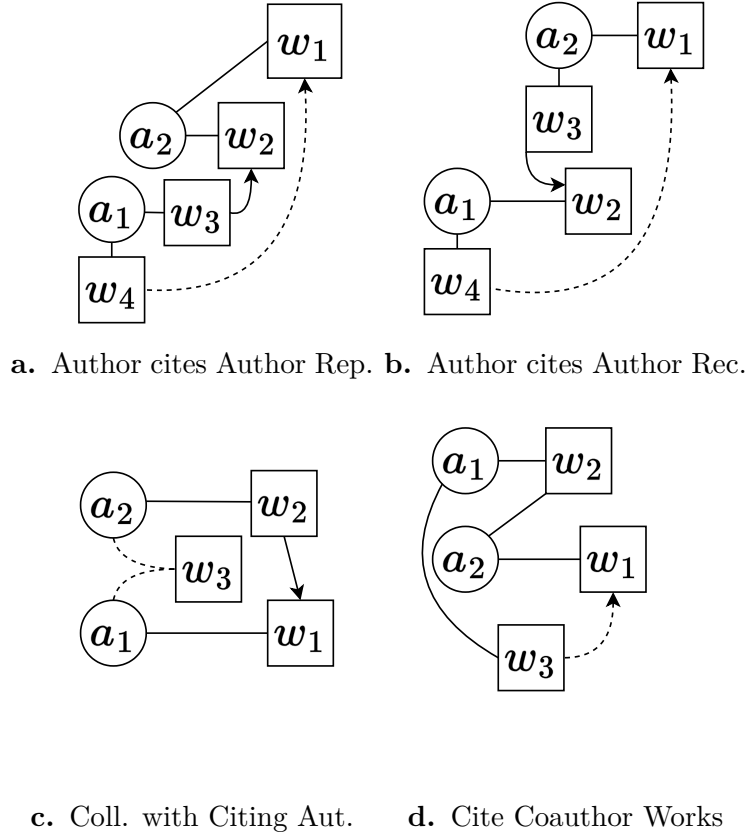 w1
a2
w2
a1
w3
w4
a. Author cites Author Rep.
a2
w1
w3
a1
w2
w4
b. Author cites Author Rec.
a2
w2
w3
a1
w1
c. Coll. with Citing Aut.
a1
w2
a2
w1
w3
d. Cite Coauthor Works